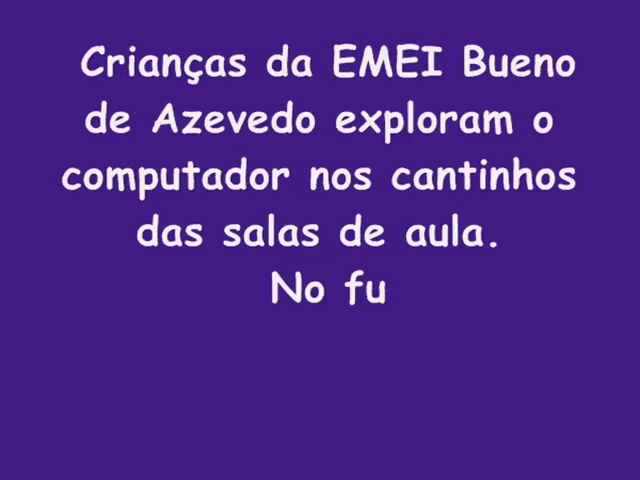 Crianças da EMEI Bueno
de Azevedo exploram o
computador nos cantinhos
das salas de aula.
No fu